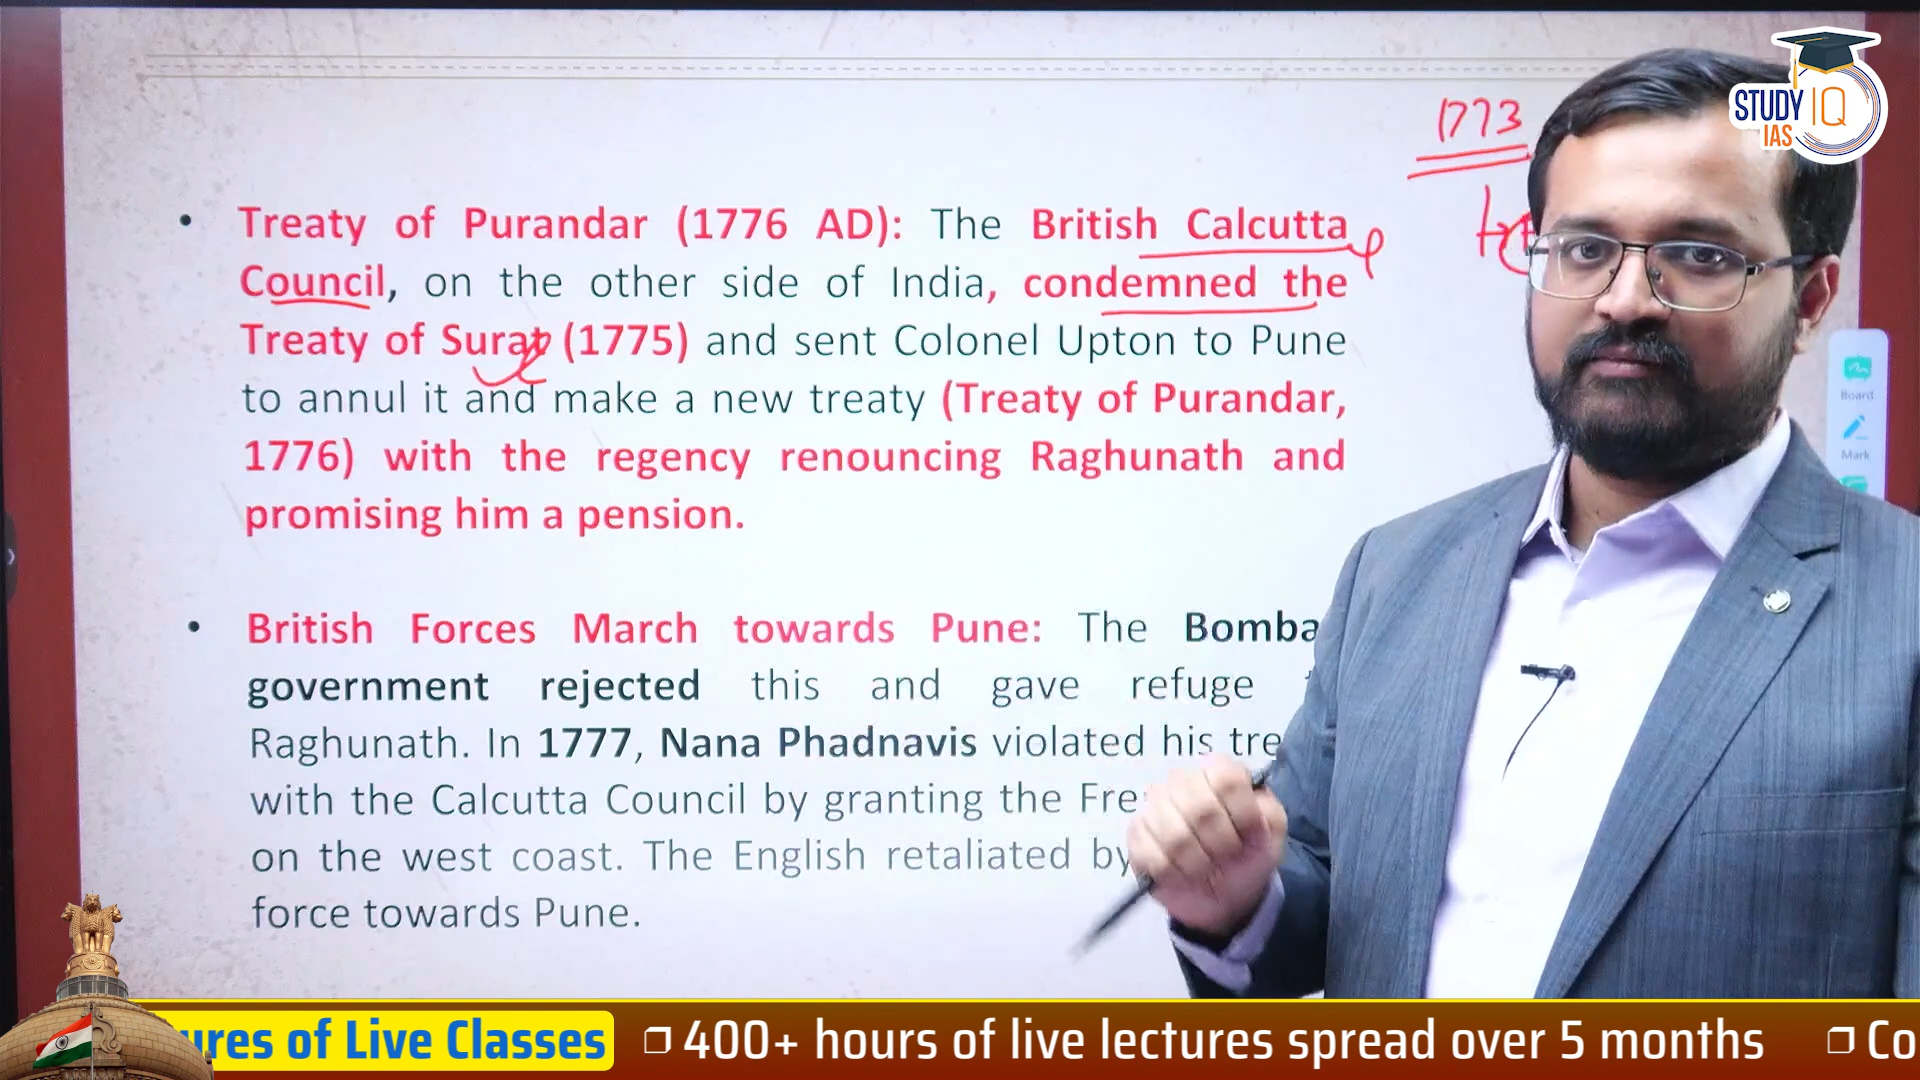 STUDY IQ
IAS
1773
• Treaty of Purandar (1776 AD): The British Calcutta
Council, on the other side of India, condemned the
Treaty of Surat (1775) and sent Colonel Upton to Pune
to annul it and make a new treaty (Treaty of Purandar,
1776) with the regency renouncing Raghunath and
promising him a pension.
• British Forces March towards Pune: The Bomba
government rejected this and gave refuge
Raghunath. In 1777, Nana Phadnavis violated his tre
with the Calcutta Council by granting the Fre
on the west coast. The English retaliated by
force towards Pune.
Board
Mark
ures of Live Classes ❐ 400+ hours of live lectures spread over 5 months ❐ Co